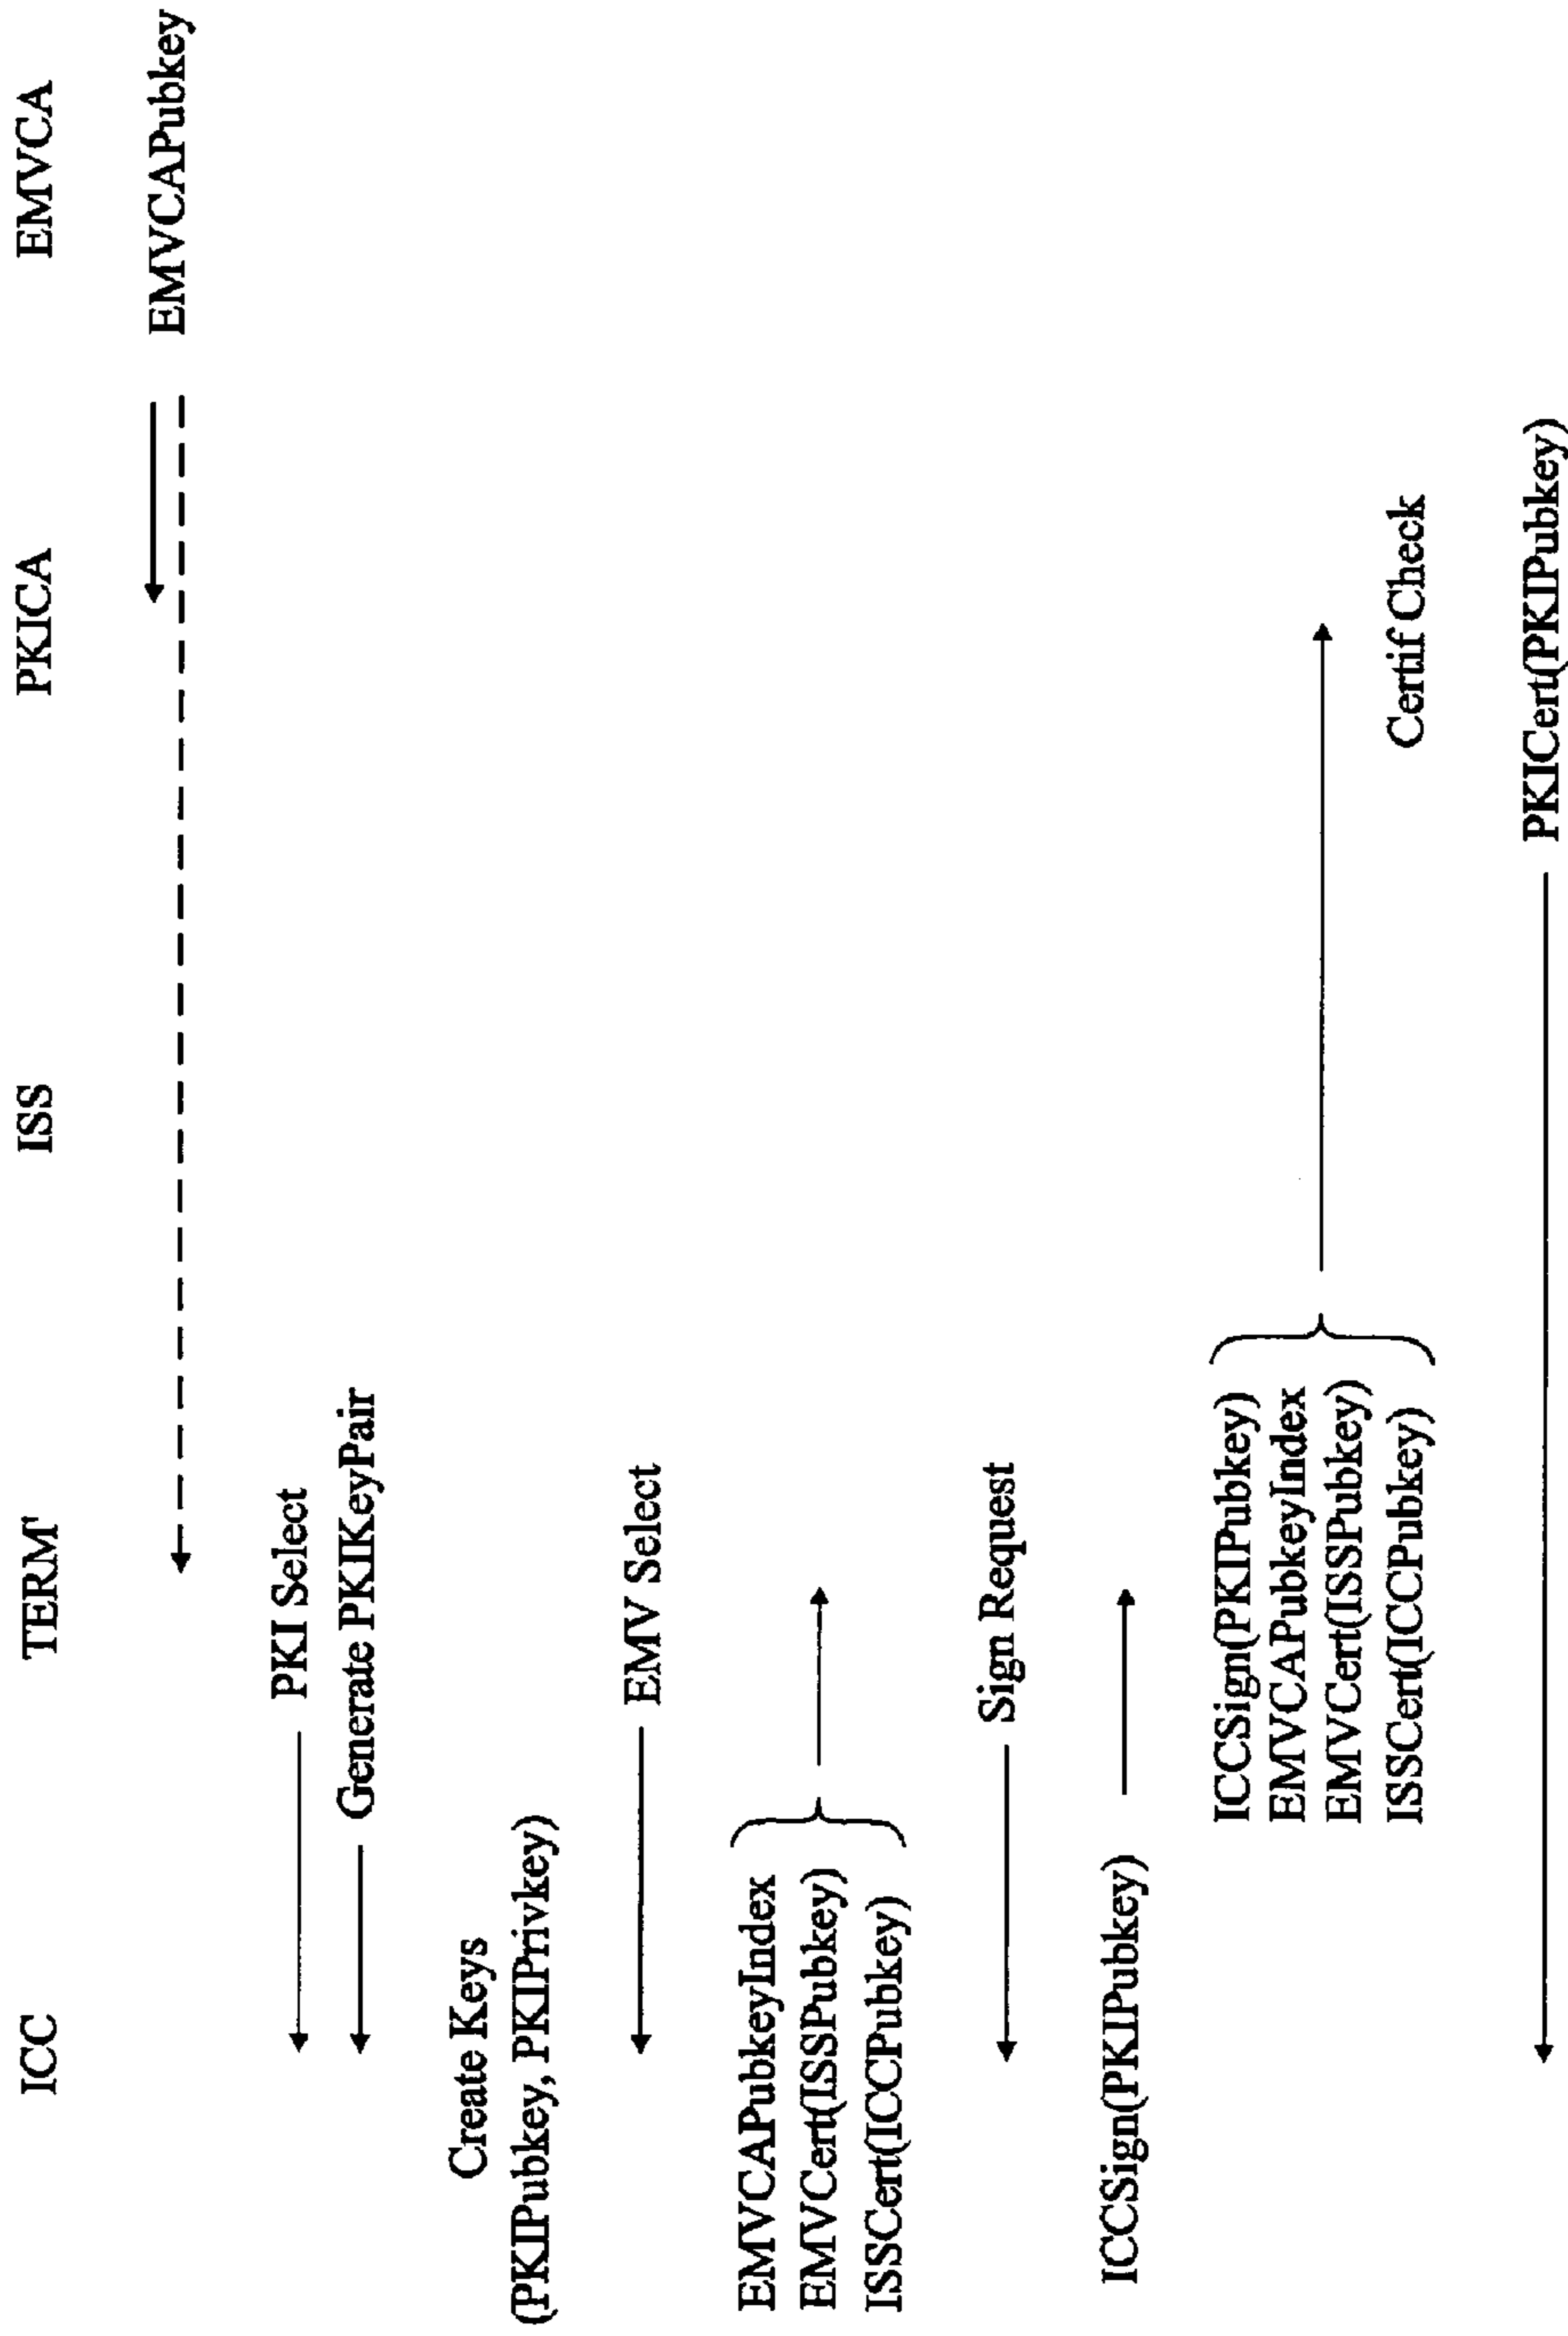 ICC TERM ISS PKICA EMVCA
EMVCAPubkey
PKI Select
Generate PKIKeyPair
Create Keys
(PKIPubkey, PKIPrivkey)
EMV Select
EMVCAPubkeyIndex
EMVCert(ISSPubkey)
ISSCert(ICCPubkey)
Sign Request
ICCSign(PKIPubkey)
ICCSign(PKIPubkey)
EMVCAPubkeyIndex
EMVCert(ISSPubkey)
ISSCert(ICCPubkey)
Certif Check
PKICert(PKIPubkey)